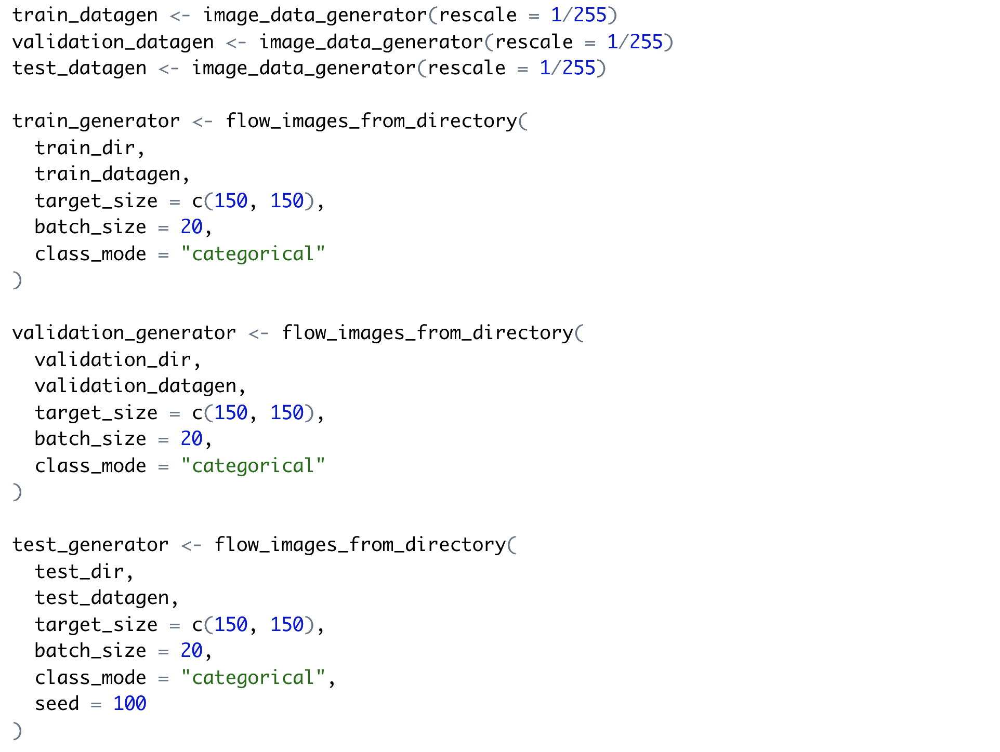 train_datagen <- image_data_generator(rescale = 1/255)
validation_datagen <- image_data_generator(rescale = 1/255)
test_datagen <- image_data_generator(rescale = 1/255)

train_generator <- flow_images_from_directory(
  train_dir,
  train_datagen,
  target_size = c(150, 150),
  batch_size = 20,
  class_mode = "categorical"
)

validation_generator <- flow_images_from_directory(
  validation_dir,
  validation_datagen,
  target_size = c(150, 150),
  batch_size = 20,
  class_mode = "categorical"
)

test_generator <- flow_images_from_directory(
  test_dir,
  test_datagen,
  target_size = c(150, 150),
  batch_size = 20,
  class_mode = "categorical",
  seed = 100
)